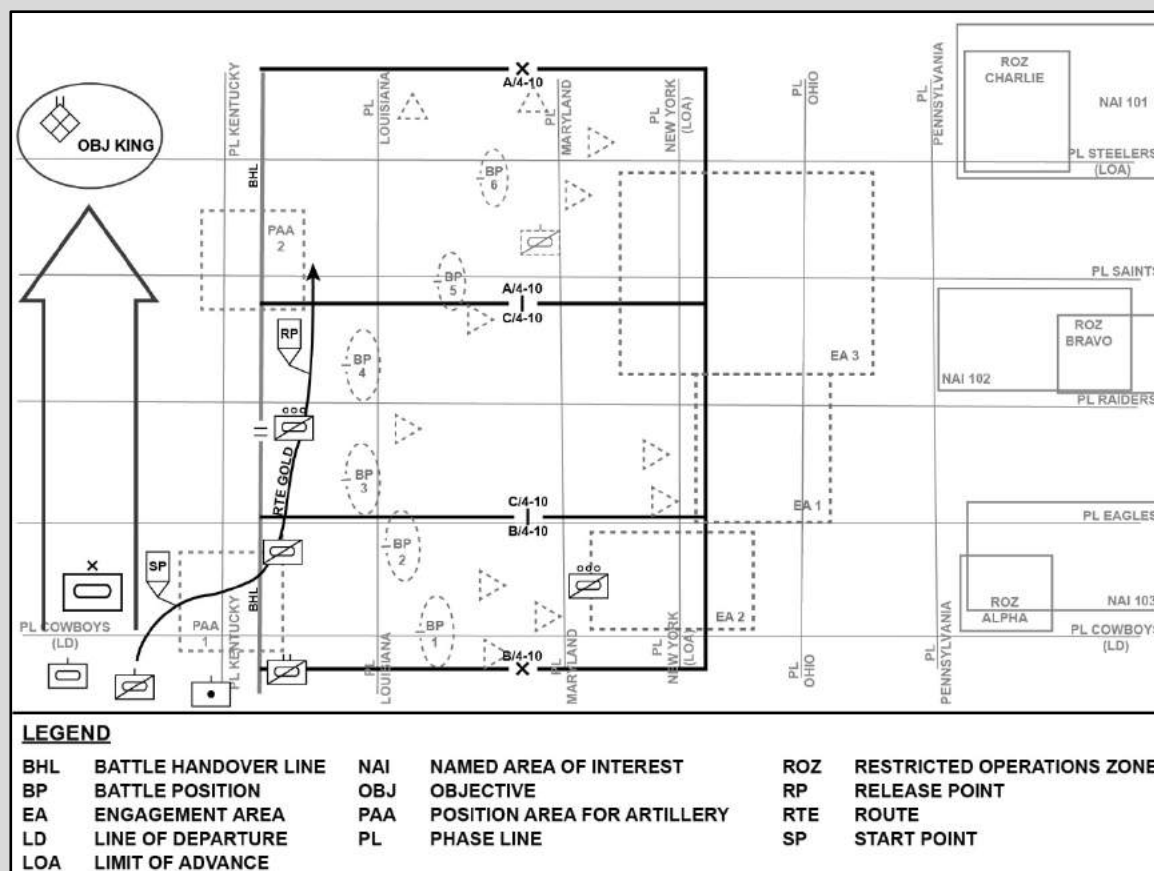 A/4-10
PL KENTUCKY
PL
LOUISIANA
PL
MARYLAND
PL
NEW YORK
(LOA)
PL
OHIO
PL
PENNSYLVANIA
ROZ
CHARLIE
NAI 101
OBJ KING
BHL
BP
6
PL STEELERS
(LOA)
PAA
2
BP
5
PL SAINTS
A/4-10
C/4-10
RP
BP
4
EA 3
ROZ
BRAVO
NAI 102
PL RAIDERS
RTE GOLD
BP
3
C/4-10
B/4-10
EA 1
PL EAGLES
SP
BP
2
PL COWBOYS
(LD)
PAA
1
BHL
BP
1
EA 2
ROZ
ALPHA
NAI 103
PL COWBOYS
(LD)
PL KENTUCKY
PL
LOUISIANA
B/4-10
PL
MARYLAND
PL
NEW YORK
(LOA)
PL
OHIO
PL
PENNSYLVANIA
LEGEND
BHL BATTLE HANDOVER LINE NAI NAMED AREA OF INTEREST ROZ RESTRICTED OPERATIONS ZONE
BP BATTLE POSITION OBJ OBJECTIVE RP RELEASE POINT
EA ENGAGEMENT AREA PAA POSITION AREA FOR ARTILLERY RTE ROUTE
LD LINE OF DEPARTURE PL PHASE LINE SP START POINT
LOA LIMIT OF ADVANCE